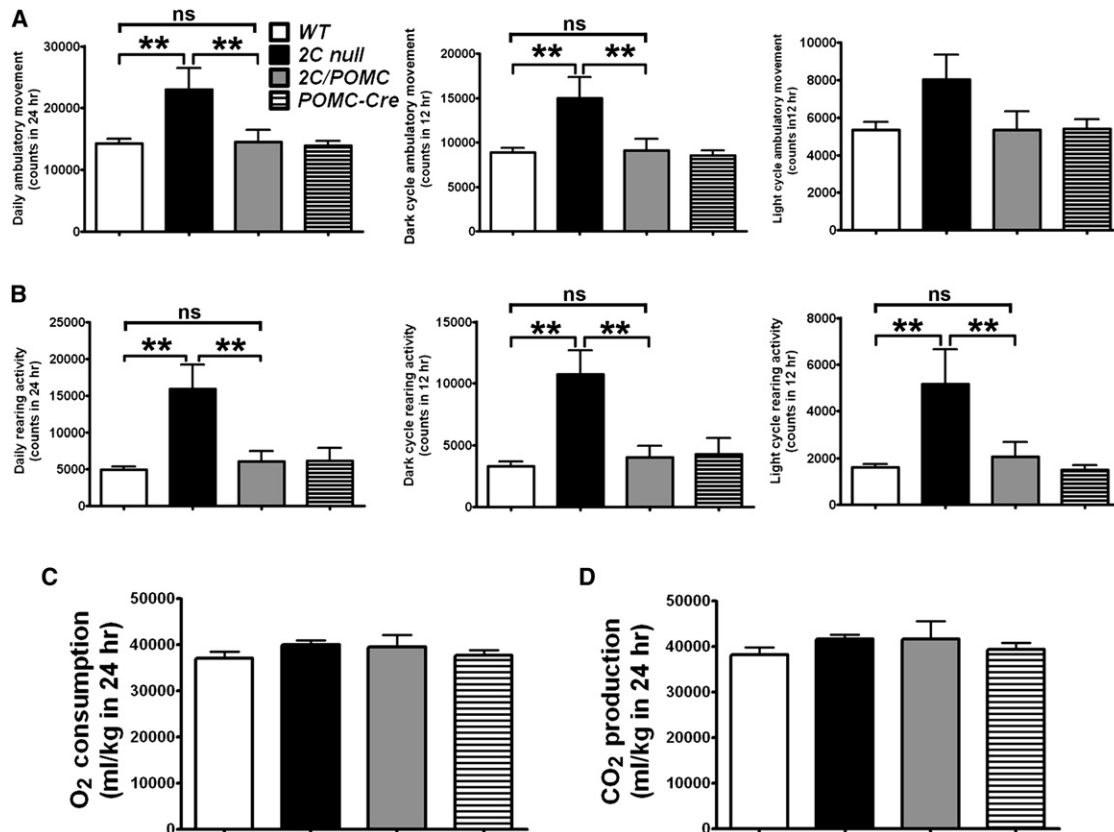 A
ns
** **
WT
2C null
2C/POMC
POMC-Cre
Daily ambulatory movement
(counts in 24 hr)
30000
20000
10000
0
ns
** **
Dark cycle ambulatory movement
(counts in 12 hr)
20000
15000
10000
5000
0
Light cycle ambulatory movement
(counts in12 hr)
10000
8000
6000
4000
2000
0
B
ns
** **
Daily rearing activity
(counts in 24 hr)
25000
20000
15000
10000
5000
0
ns
** **
Dark cycle rearing activity
(counts in 12 hr)
15000
10000
5000
0
ns
** **
Light cycle rearing activity
(counts in 12 hr)
8000
6000
4000
2000
0
C
O2 consumption
(ml/kg in 24 hr)
50000
40000
30000
20000
10000
0
D
CO2 production
(ml/kg in 24 hr)
50000
40000
30000
20000
10000
0